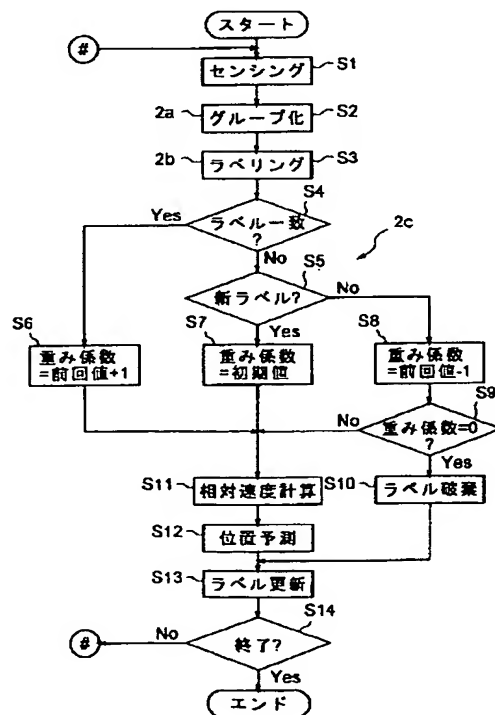 スタート
#
センシング
S1
2a
グループ化
S2
2b
ラベリング
S3
S4
Yes
ラベル一致
?
2c
No
S5
新ラベル?
No
S6
S7
Yes
S8
重み係数
=前回値+1
重み係数
=初期値
重み係数
=前回値-1
S9
No
重み係数=0
?
Yes
S11
相対速度計算
S10
ラベル破棄
S12
位置予測
S13
ラベル更新
S14
#
No
終了?
Yes
エンド